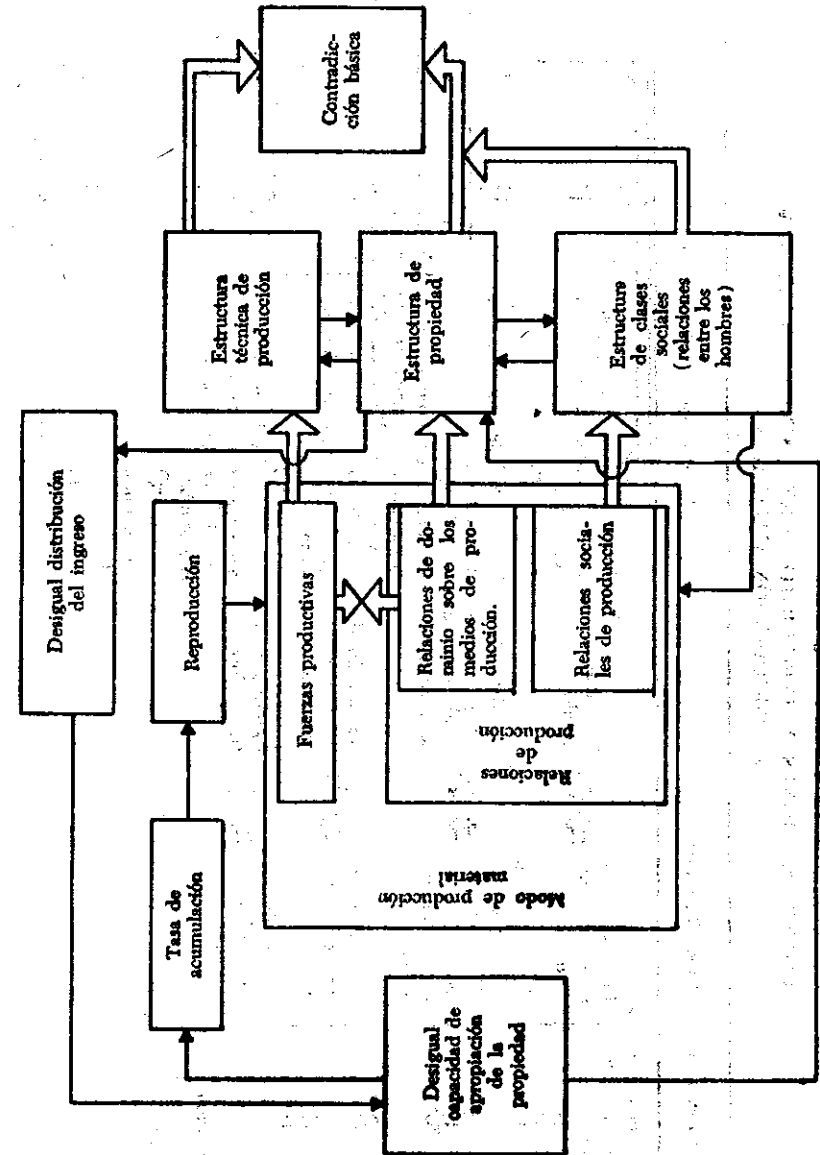 Desigual distribución
del ingreso
Tasa de
acumulación
Reproducción
Desigual
capacidad de
apropiación
de la
propiedad
Modo de producción
material
Fuerzas productivas
Relaciones
de
producción
Relaciones de do-
minio sobre los
medios de pro-
ducción.
Relaciones socia-
les de producción
Estructura
técnica de
producción
Estructura de
propiedad
Estructura
de clases
sociales
(relaciones
entre los
hombres)
Contradic-
ción básica